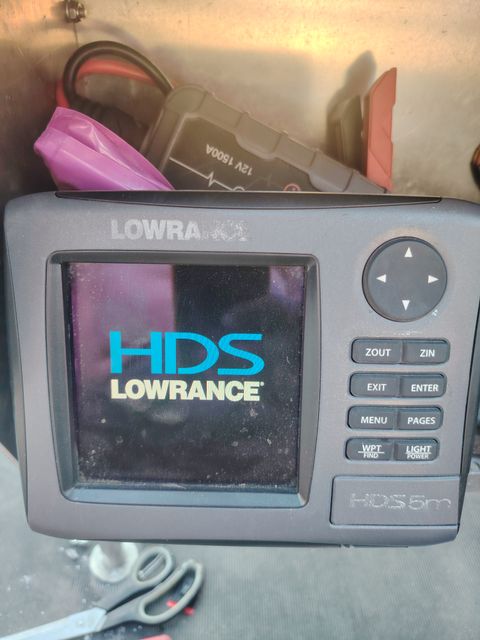 12V 1500A
LOWRANCE
HDS
LOWRANCE®
ZOUT ZIN
EXIT ENTER
MENU PAGES
WPT LIGHT
FIND POWER
HDS 5m